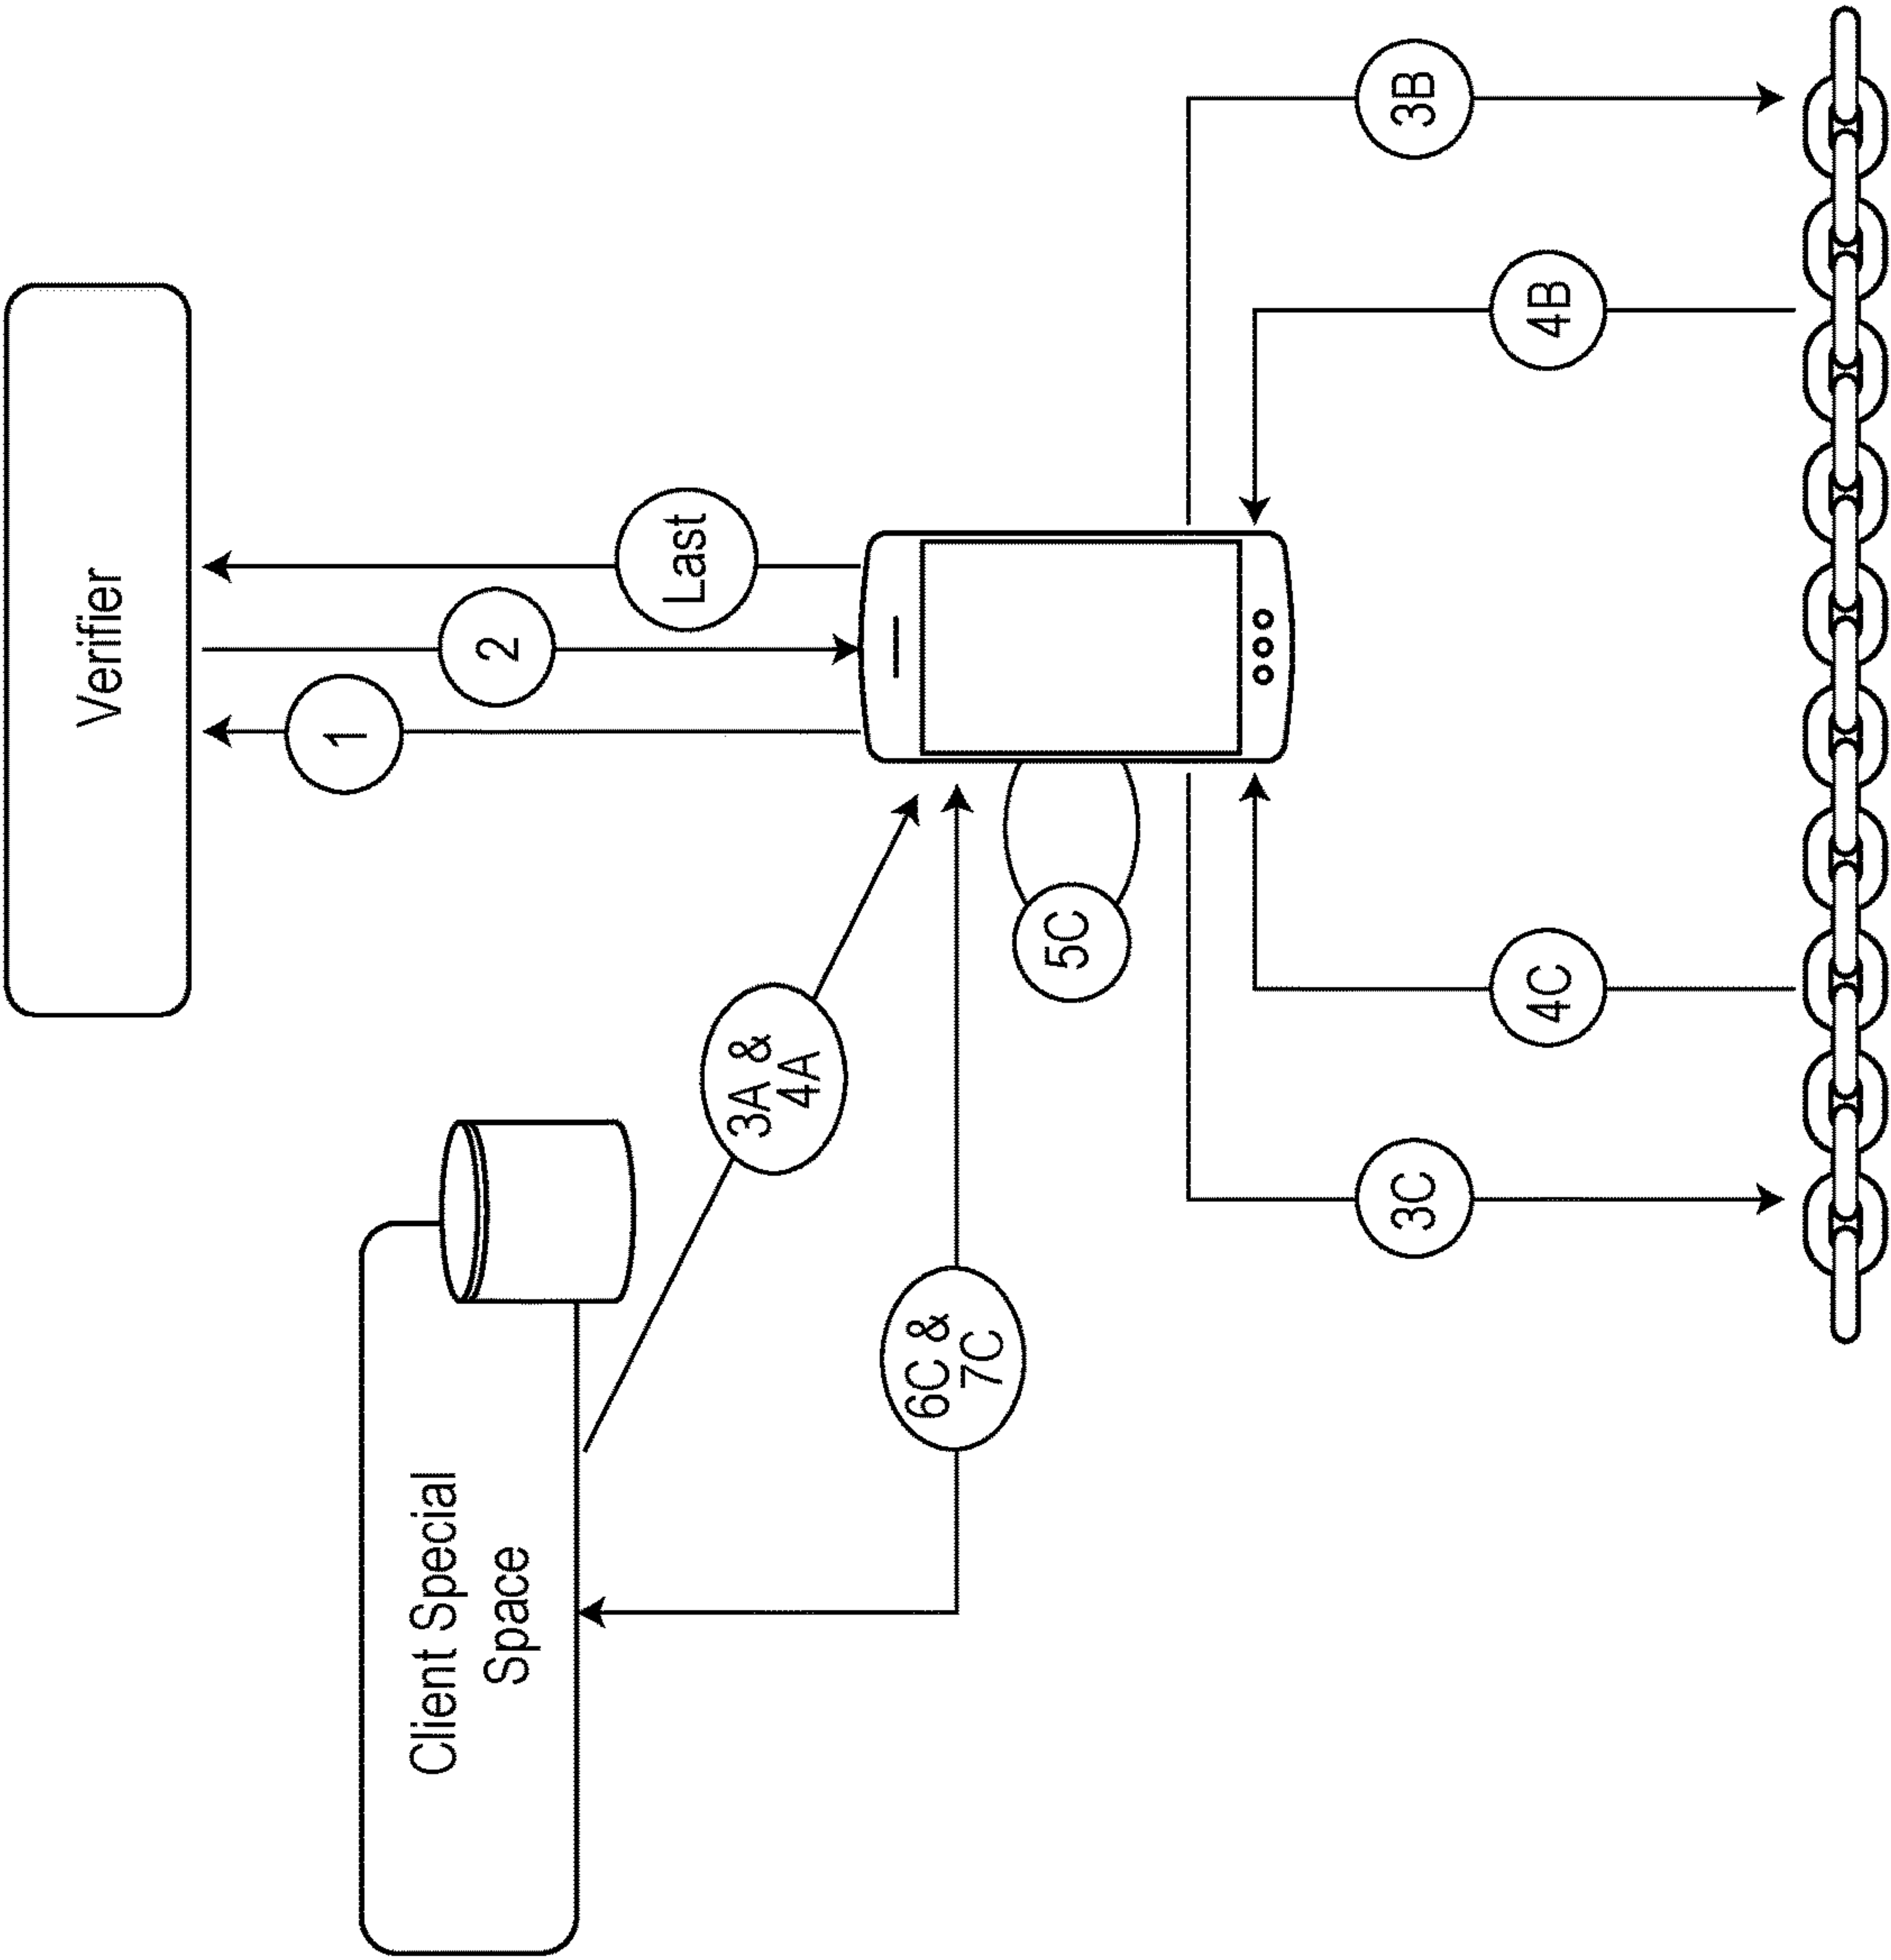 Verifier
1
2
Last
Client Special
Space
3A &
4A
6C &
7C
5C
3C
4C
4B
3B